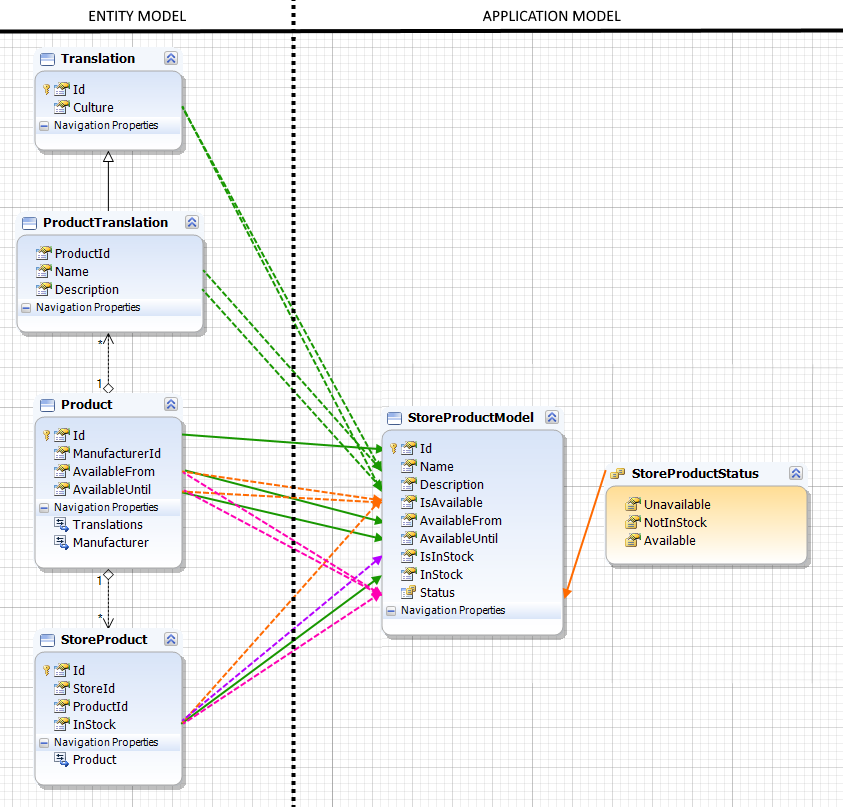 ENTITY MODEL
APPLICATION MODEL
Translation
Id
Culture
Navigation Properties
ProductTranslation
ProductId
Name
Description
Navigation Properties
*
1
Product
Id
ManufacturerId
AvailableFrom
AvailableUntil
Navigation Properties
Translations
Manufacturer
1
*
StoreProduct
Id
StoreId
ProductId
InStock
Navigation Properties
Product
StoreProductModel
Id
Name
Description
IsAvailable
AvailableFrom
AvailableUntil
IsInStock
InStock
Status
Navigation Properties
StoreProductStatus
Unavailable
NotInStock
Available